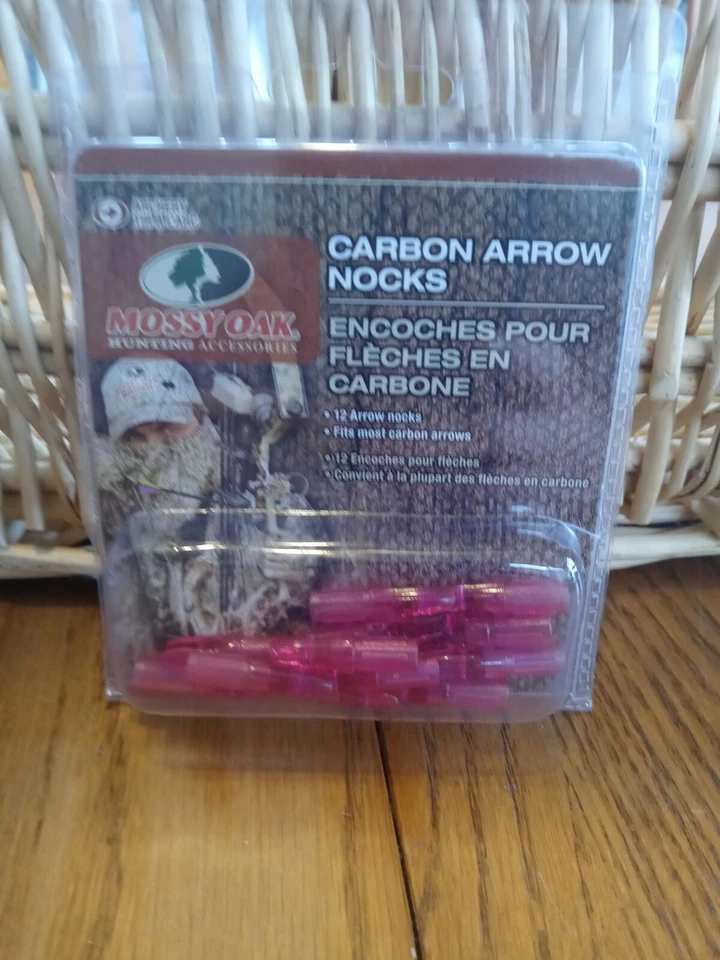 ARCHERY
MOSSY OAK
HUNTING ACCESSORIES
CARBON ARROW
NOCKS
ENCOCHES POUR
FLÈCHES EN
CARBONE
• 12 Arrow nocks
• Fits most carbon arrows
• 12 Encoches pour flèches
• Convient à la plupart des flèches en carbone